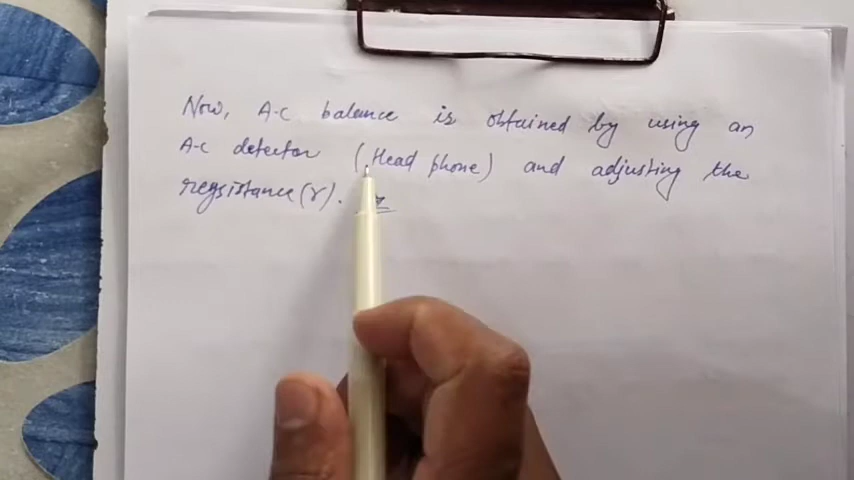 Now, A-C balance is obtained by using an
A-C detector (Head phone) and adjusting the
regsistance (r).